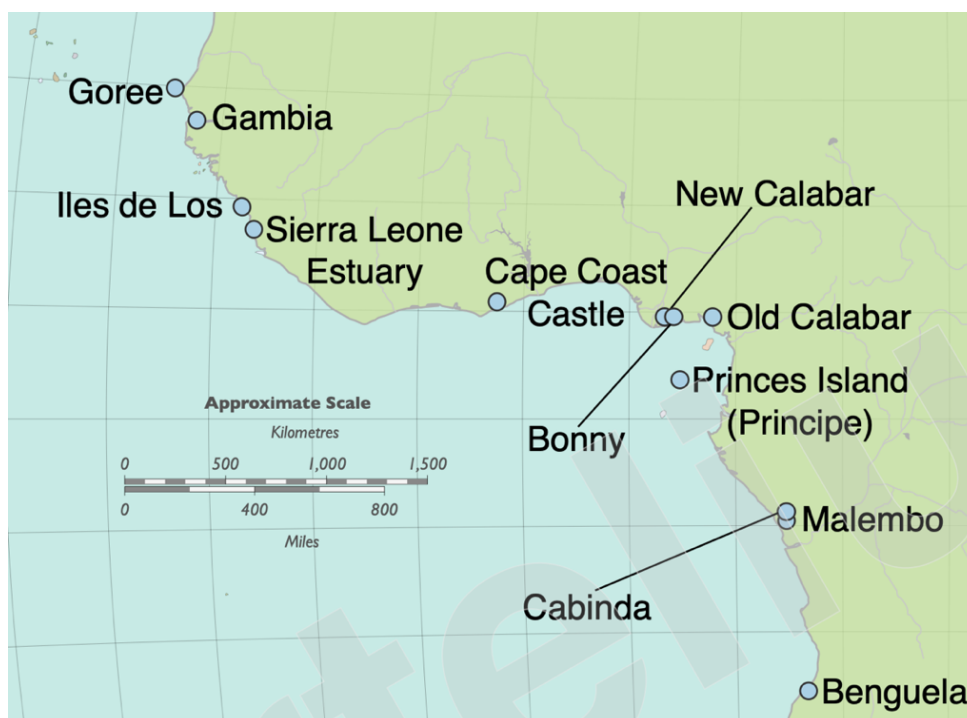 Goree
Gambia
New Calabar
Iles de Los
Sierra Leone
Estuary
Cape Coast
Castle
Old Calabar
Princes Island
(Principe)
Approximate Scale
Kilometres
0 500 1,000 1,500
0 400 800
Miles
Bonny
Malembo
Cabinda
Benguela